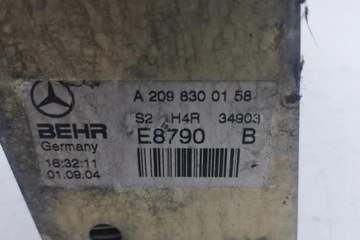 A 209 830 01 58
S2 H4R 34903
BEHR
E8790 B
Germany
16:32:11
01.09.04